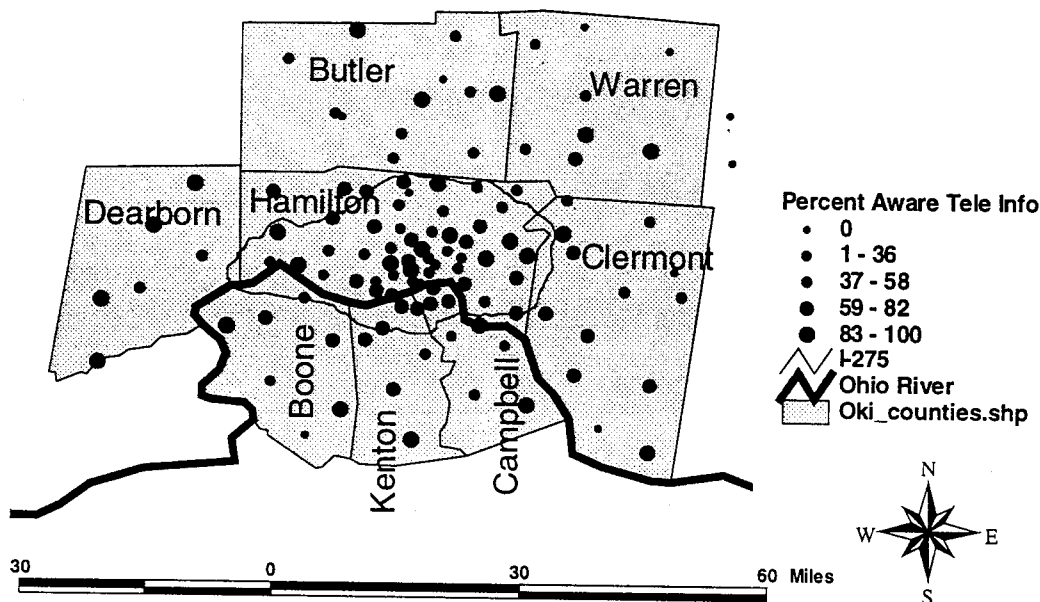 Butler
Warren
Dearborn
Hamilton
Clermont
Boone
Kenton
Campbell
Percent Aware Tele Info
0
1 - 36
37 - 58
59 - 82
83 - 100
I-275
Ohio River
Oki_counties.shp
N
W
E
S
30
0
30
60
Miles